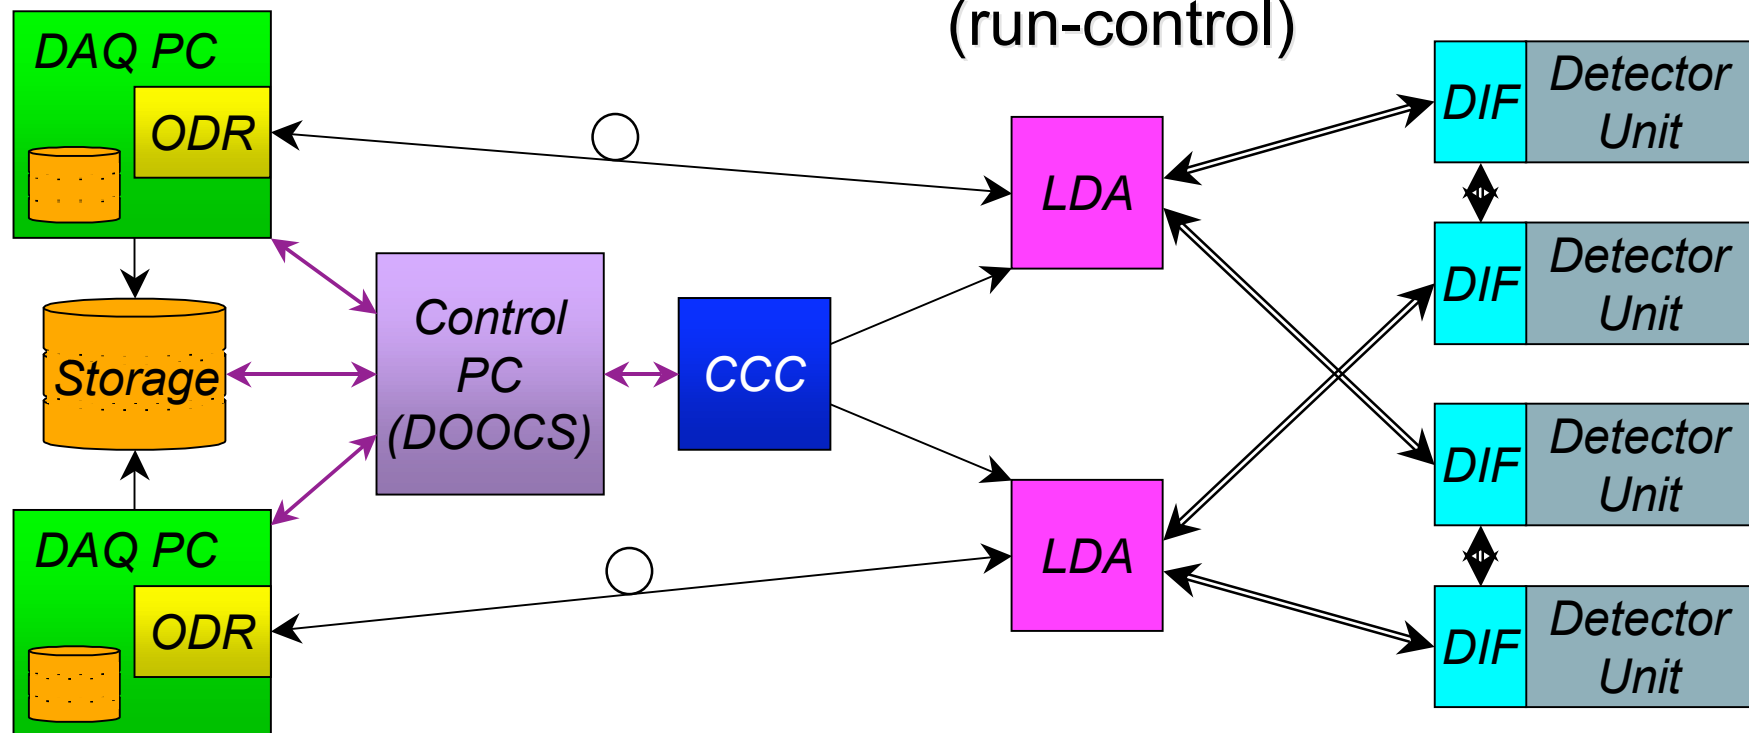 (run-control)
DAQ PC
ODR
LDA
DIF
Detector
Unit
DIF
Detector
Unit
Storage
Control
PC
(DOOCS)
CCC
DIF
Detector
Unit
DAQ PC
ODR
LDA
DIF
Detector
Unit